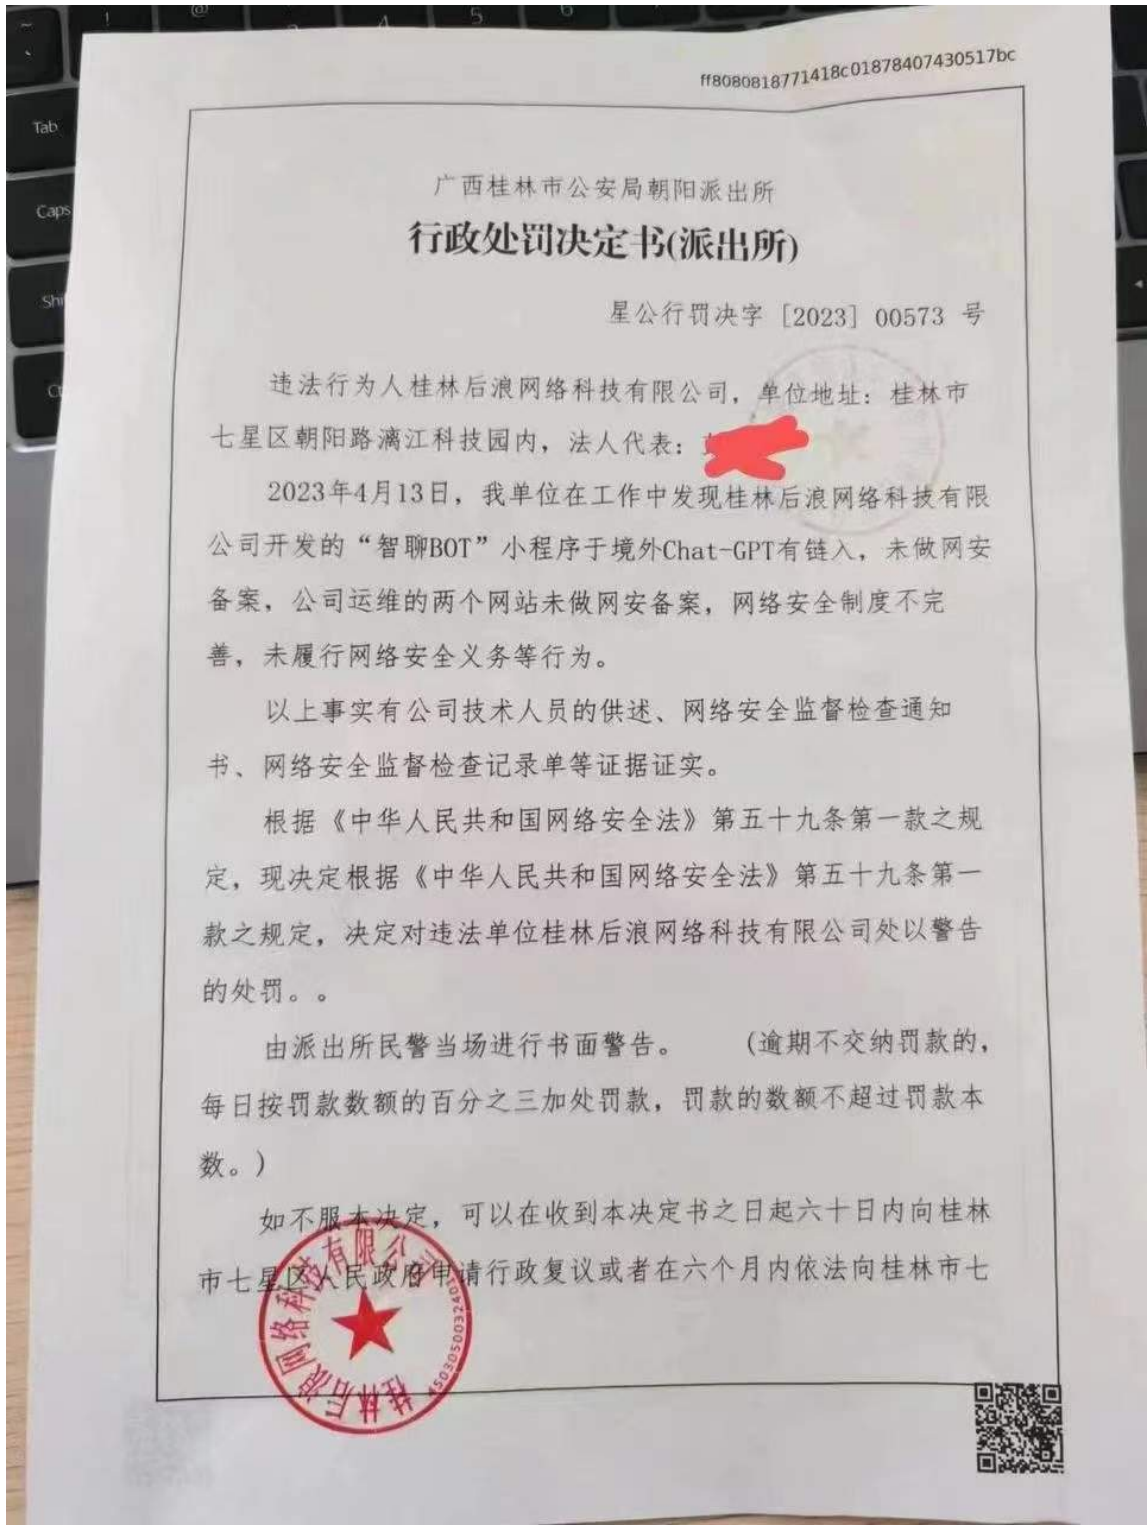 ff8080818771418c01878407430517bc
广西桂林市公安局朝阳派出所
行政处罚决定书(派出所)
星公行罚决字 [2023] 00573 号
违法行为人桂林后浪网络科技有限公司，单位地址：桂林市
七星区朝阳路漓江科技园内，法人代表：
2023年4月13日，我单位在工作中发现桂林后浪网络科技有限
公司开发的“智聊BOT”小程序于境外Chat-GPT有链入，未做网安
备案，公司运维的两个网站未做网安备案，网络安全制度不完
善，未履行网络安全义务等行为。
以上事实有公司技术人员的供述、网络安全监督检查通知
书、网络安全监督检查记录单等证据证实。
根据《中华人民共和国网络安全法》第五十九条第一款之规
定，现决定根据《中华人民共和国网络安全法》第五十九条第一
款之规定，决定对违法单位桂林后浪网络科技有限公司处以警告
的处罚。。
由派出所民警当场进行书面警告。 (逾期不交纳罚款的，
每日按罚款数额的百分之三加处罚款，罚款的数额不超过罚款本
数。)
如不服本决定，可以在收到本决定书之日起六十日内向桂林
市七星区人民政府申请行政复议或者在六个月内依法向桂林市七
桂林后浪网络科技有限公司
Tab
Caps